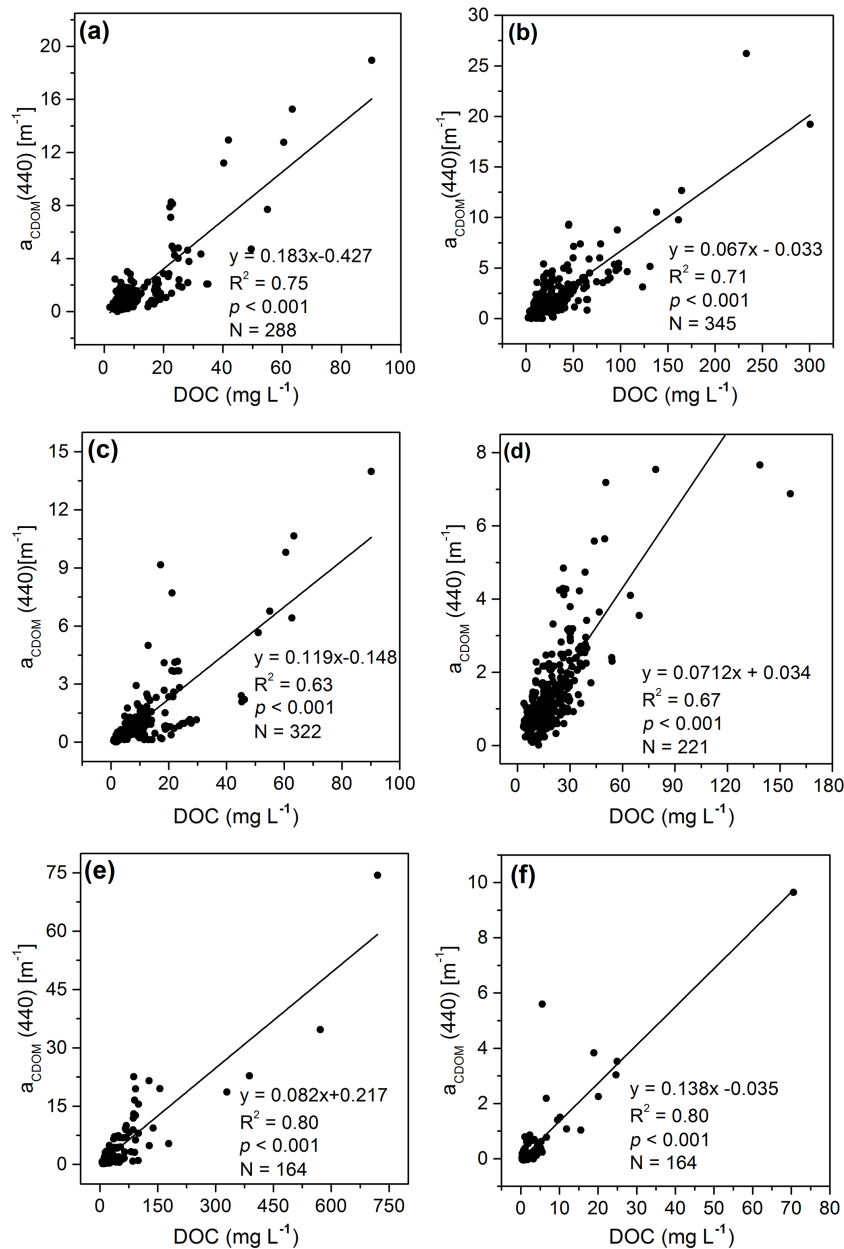 (a)
20
16
12
8
4
0
a_CDOM(440) [m⁻¹]
y = 0.183x-0.427
R² = 0.75
p < 0.001
N = 288
0 20 40 60 80 100
DOC (mg L⁻¹)
(b)
30
25
20
15
10
5
0
a_CDOM(440)[m⁻¹]
y = 0.067x - 0.033
R² = 0.71
p < 0.001
N = 345
0 50 100 150 200 250 300
DOC (mg L⁻¹)
(c)
15
12
9
6
3
0
a_CDOM (440)[m⁻¹]
y = 0.119x-0.148
R² = 0.63
p < 0.001
N = 322
0 20 40 60 80 100
DOC (mg L⁻¹)
(d)
8
6
4
2
0
a_CDOM (440) [m⁻¹]
y = 0.0712x + 0.034
R² = 0.67
p < 0.001
N = 221
0 30 60 90 120 150 180
DOC (mg L⁻¹)
(e)
75
60
45
30
15
0
a_CDOM (440) [m⁻¹]
y = 0.082x+0.217
R² = 0.80
p < 0.001
N = 164
0 150 300 450 600 750
DOC (mg L⁻¹)
(f)
10
8
6
4
2
0
a_CDOM (440) [m⁻¹]
y = 0.138x -0.035
R² = 0.80
p < 0.001
N = 164
0 10 20 30 40 50 60 70 80
DOC (mg L⁻¹)